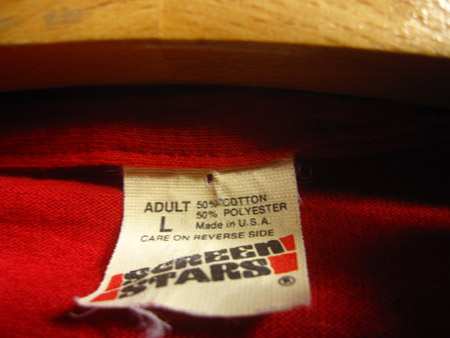 ADULT 50% COTTON
L 50% POLYESTER
Made in U.S.A.
CARE ON REVERSE SIDE
SCREEN
STARS ®